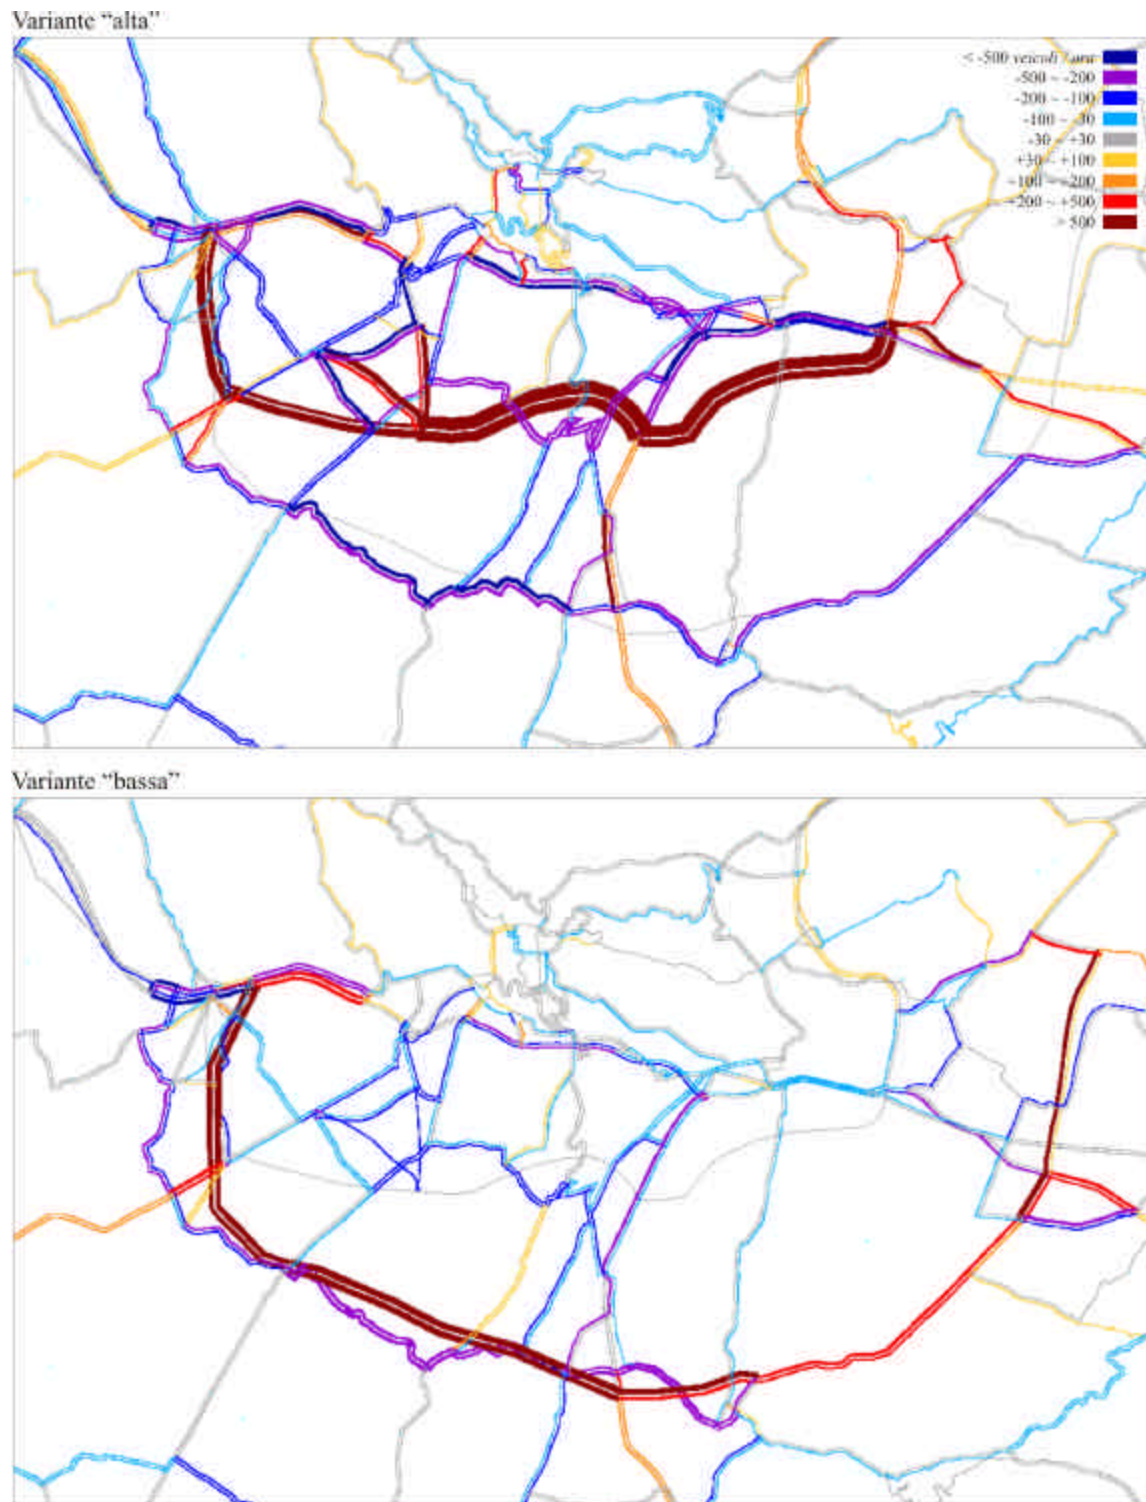 Variante “alta”
< -500 veicoli / ora
-500 ~ -200
-200 ~ -100
-100 ~ -30
-30 ~ +30
+30 ~ +100
+100 ~ +200
+200 ~ +500
> 500
Variante “bassa”